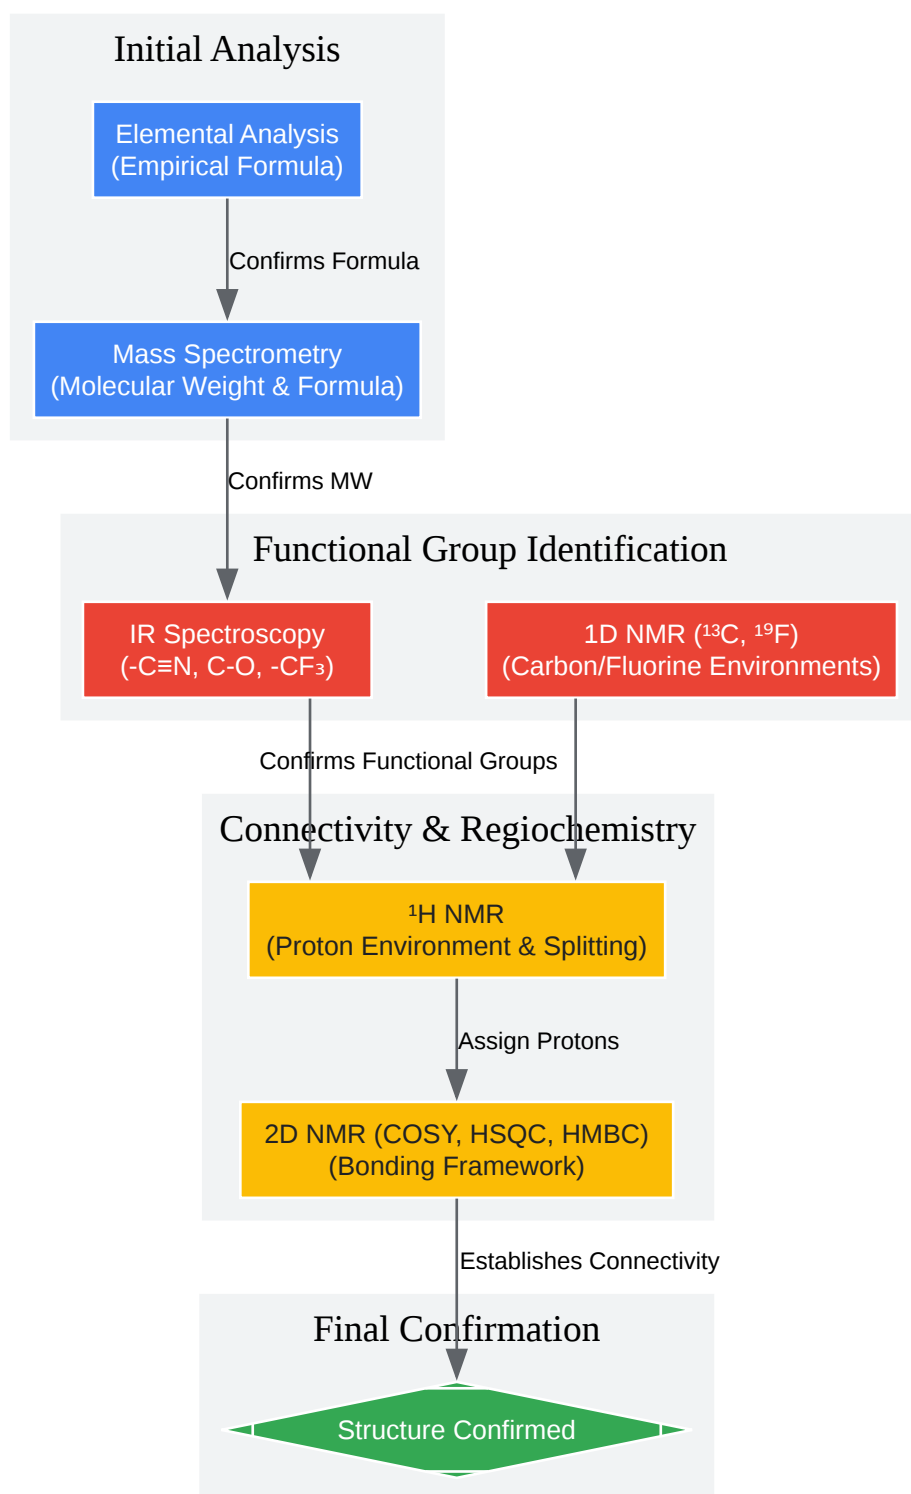 Initial Analysis
Elemental Analysis
(Empirical Formula)
Confirms Formula
Mass Spectrometry
(Molecular Weight & Formula)
Confirms MW
Functional Group Identification
IR Spectroscopy
(-C≡N, C-O, -CF₃)
1D NMR (¹³C, ¹⁹F)
(Carbon/Fluorine Environments)
Confirms Functional Groups
Connectivity & Regiochemistry
¹H NMR
(Proton Environment & Splitting)
Assign Protons
2D NMR (COSY, HSQC, HMBC)
(Bonding Framework)
Establishes Connectivity
Final Confirmation
Structure Confirmed